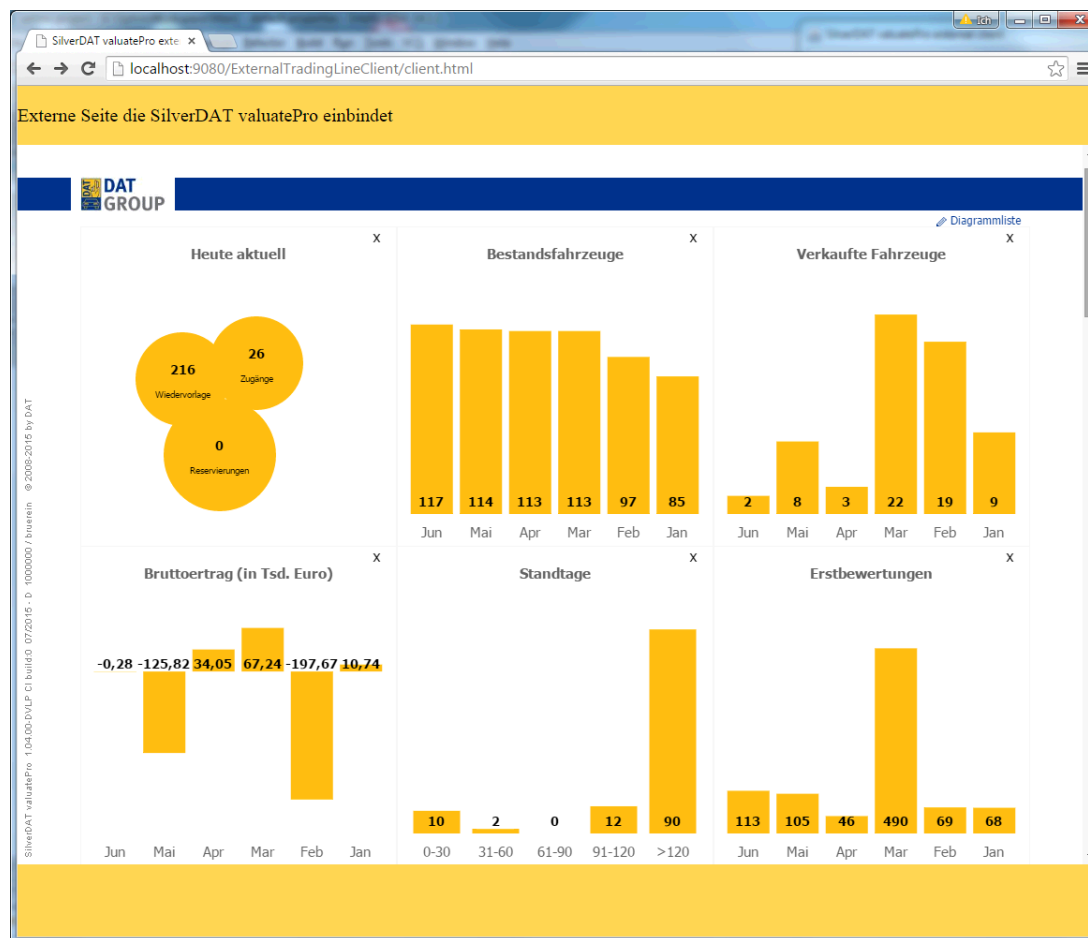 Ich
SilverDAT valuatePro exte
localhost:9080/ExternalTradingLineClient/client.html
Externe Seite die SilverDAT valuatePro einbindet
DAT
GROUP
Diagrammliste
X
Heute aktuell
26
Zugänge
216
Wiedervorlage
0
Reservierungen
X
Bestandsfahrzeuge
117 114 113 113 97 85
Jun Mai Apr Mar Feb Jan
X
Verkaufte Fahrzeuge
2 8 3 22 19 9
Jun Mai Apr Mar Feb Jan
X
Bruttoertrag (in Tsd. Euro)
-0,28 -125,82 34,05 67,24 -197,67 10,74
Jun Mai Apr Mar Feb Jan
X
Standtage
10 2 0 12 90
0-30 31-60 61-90 91-120 >120
X
Erstbewertungen
113 105 46 490 69 68
Jun Mai Apr Mar Feb Jan
SilverDAT valuatePro 1.04.00-DVLP CI build:0 07/2015 - D 1000000 / bruerein © 2008-2015 by DAT